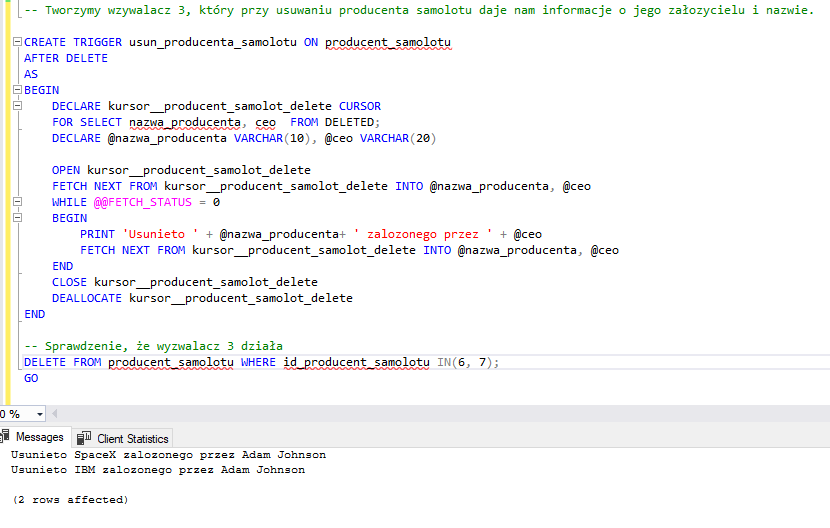 -- Tworzymy wzywalacz 3, który przy usuwaniu producenta samolotu daje nam informacje o jego załozycielu i nazwie.
CREATE TRIGGER usun_producenta_samolotu ON producent_samolotu
AFTER DELETE
AS
BEGIN
DECLARE kursor__producent_samolot_delete CURSOR
FOR SELECT nazwa_producenta, ceo FROM DELETED;
DECLARE @nazwa_producenta VARCHAR(10), @ceo VARCHAR(20)
OPEN kursor__producent_samolot_delete
FETCH NEXT FROM kursor__producent_samolot_delete INTO @nazwa_producenta, @ceo
WHILE @@FETCH_STATUS = 0
BEGIN
PRINT 'Usunieto ' + @nazwa_producenta+ ' zalozonego przez ' + @ceo
FETCH NEXT FROM kursor__producent_samolot_delete INTO @nazwa_producenta, @ceo
END
CLOSE kursor__producent_samolot_delete
DEALLOCATE kursor__producent_samolot_delete
END
-- Sprawdzenie, że wyzwalacz 3 działa
DELETE FROM producent_samolotu WHERE id_producent_samolotu IN(6, 7);
GO
0 %
Messages Client Statistics
Usunieto SpaceX zalozonego przez Adam Johnson
Usunieto IBM zalozonego przez Adam Johnson
(2 rows affected)